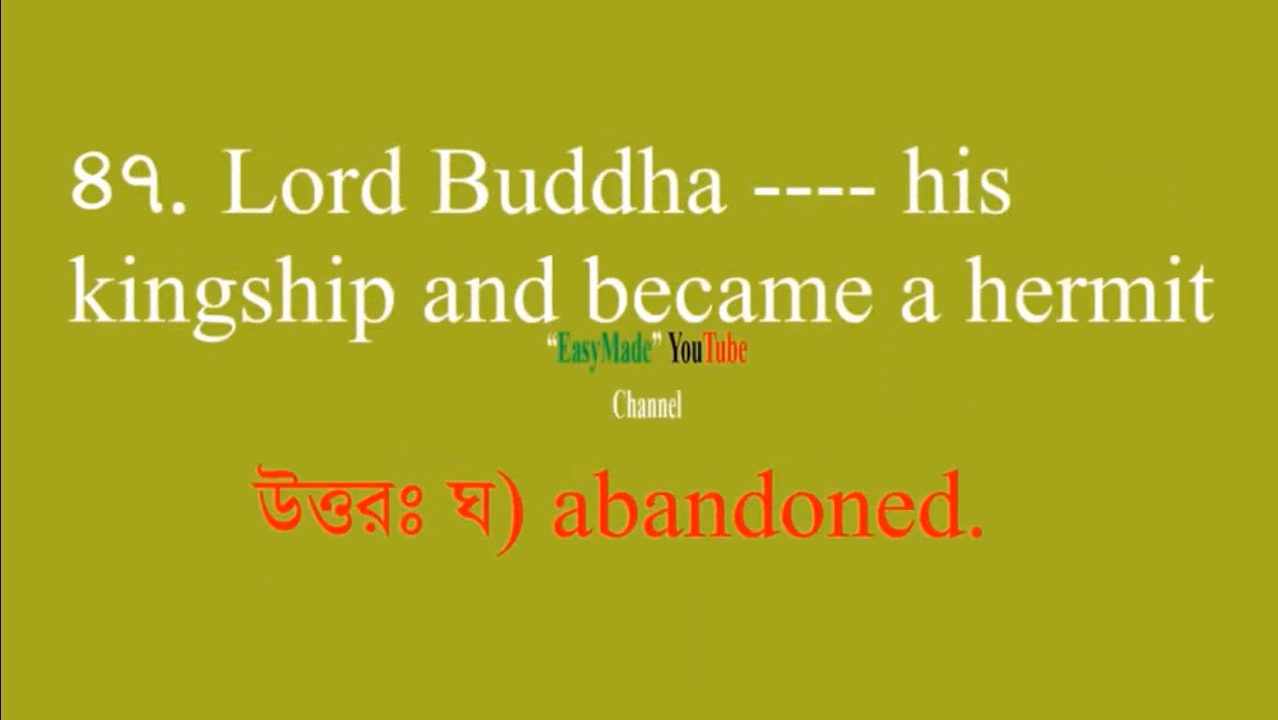 ৪৭. Lord Buddha ---- his
kingship and became a hermit
“EasyMade” YouTube
Channel
উত্তরঃ ঘ) abandoned.